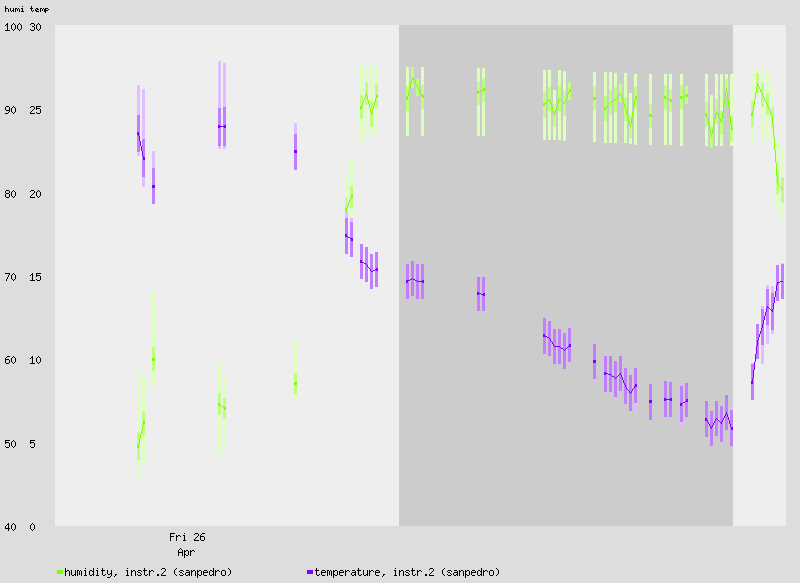 humi temp
100 30
90 25
80 20
70 15
60 10
50 5
40 0
Fri 26
Apr
humidity, instr.2 (sanpedro) temperature, instr.2 (sanpedro)